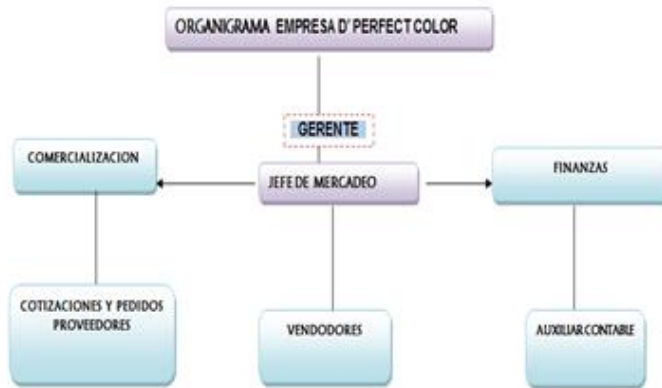 ORGANIGRAMA EMPRESA D' PERFECT COLOR
GERENTE
COMERCIALIZACION
JEFE DE MERCADEO
FINANZAS
COTIZACIONES Y PEDIDOS
PROVEEDORES
VENDODORES
AUXILIAR CONTABLE